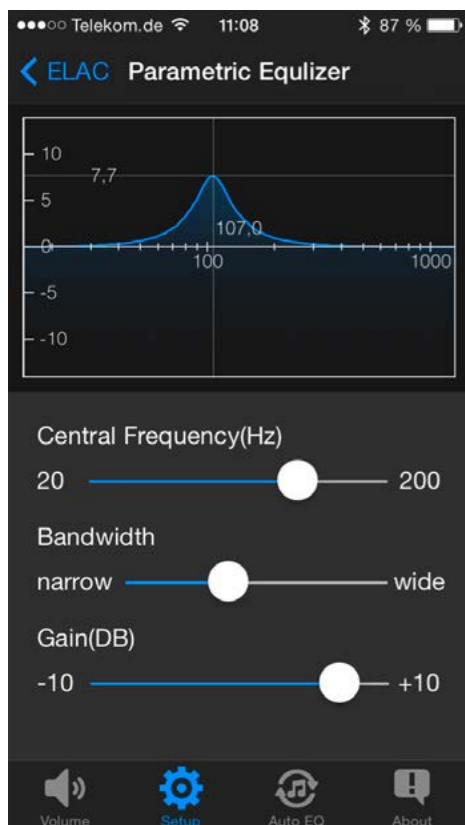 Telekom.de 11:08 87 %
ELAC Parametric Equlizer
10
7,7
5
107,0
0
100 1000
-5
-10
Central Frequency(Hz)
20 200
Bandwidth
narrow wide
Gain(DB)
-10 +10
Volume Setup Auto EQ About